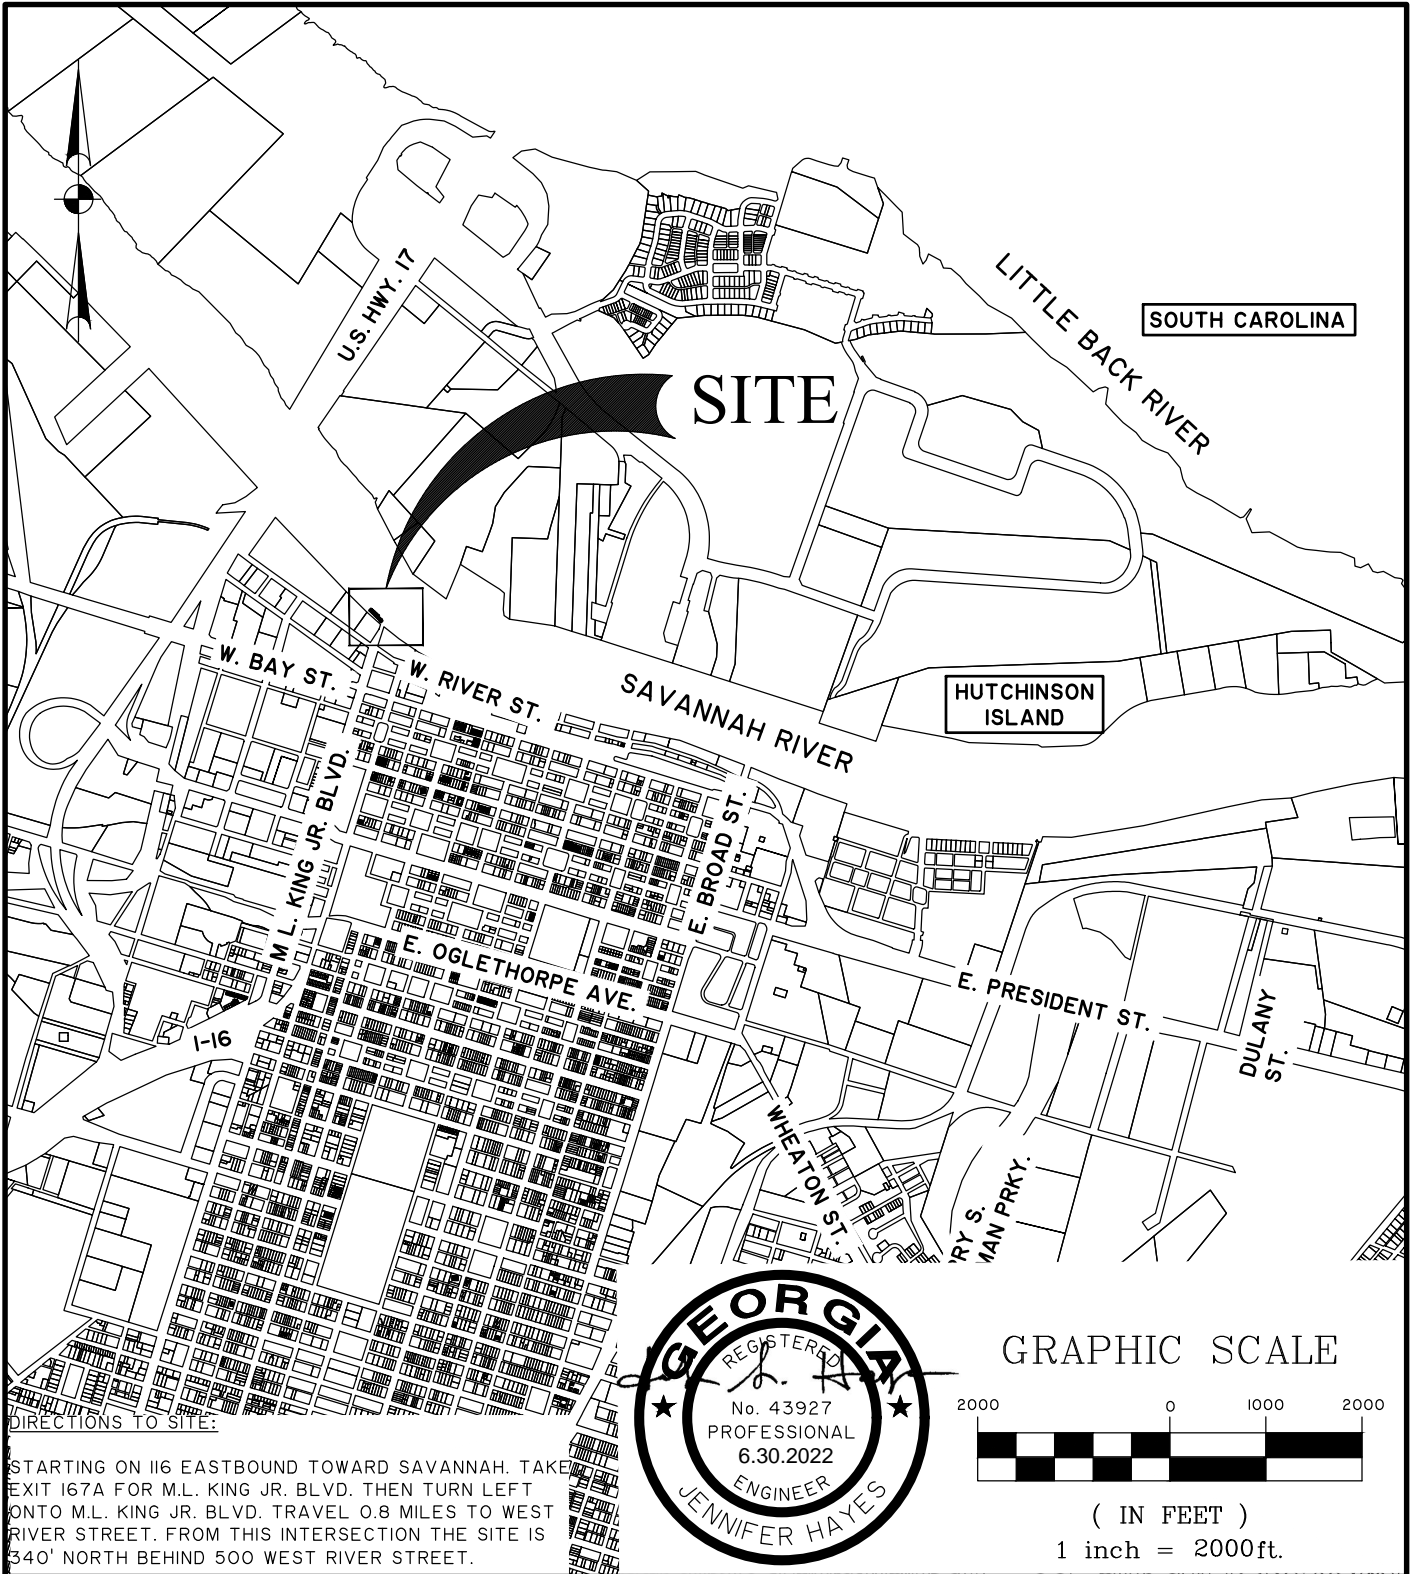 U.S. HWY. 17
LITTLE BACK RIVER
SOUTH CAROLINA
SITE
W. BAY ST.
W. RIVER ST.
SAVANNAH RIVER
HUTCHINSON
ISLAND
M L. KING JR. BLVD.
E. BROAD ST.
E. OGLETHORPE AVE.
E. PRESIDENT ST.
DULANY
ST.
I-16
WHEATON ST.
RY S.
MAN PRKY.
GEORGIA
REGISTERED
No. 43927
PROFESSIONAL
6.30.2022
ENGINEER
JENNIFER HAYES
GRAPHIC SCALE
2000 0 1000 2000
( IN FEET )
1 inch = 2000ft.
DIRECTIONS TO SITE:
STARTING ON I16 EASTBOUND TOWARD SAVANNAH. TAKE
EXIT 167A FOR M.L. KING JR. BLVD. THEN TURN LEFT
ONTO M.L. KING JR. BLVD. TRAVEL 0.8 MILES TO WEST
RIVER STREET. FROM THIS INTERSECTION THE SITE IS
340' NORTH BEHIND 500 WEST RIVER STREET.